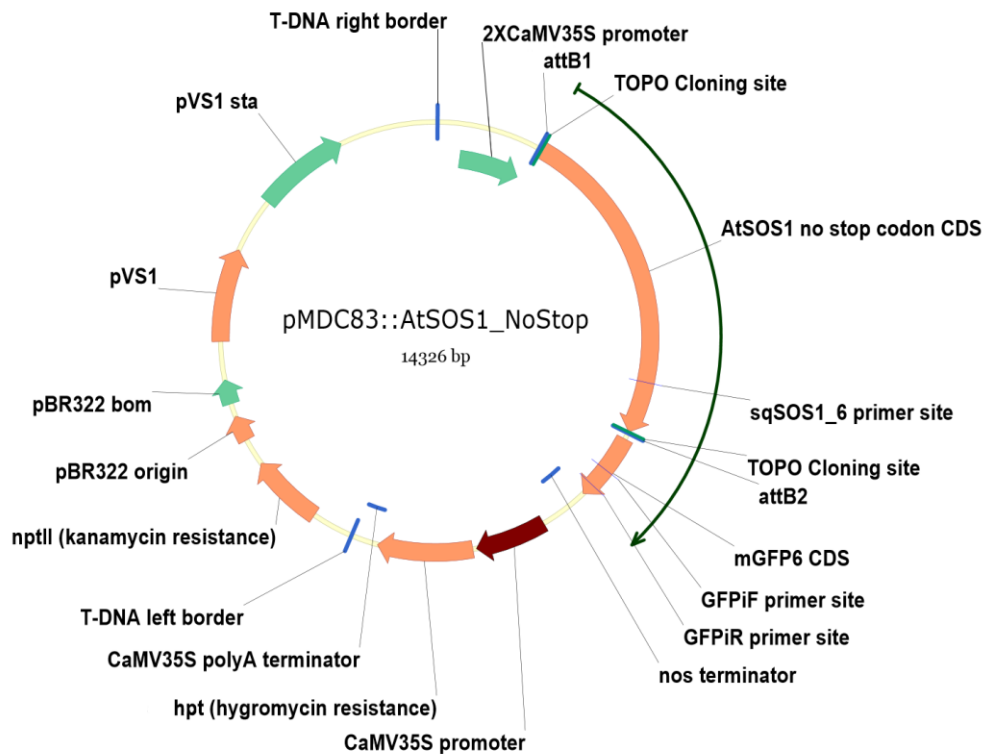 T-DNA right border
2XCaMV35S promoter
attB1
TOPO Cloning site
pVS1 sta
AtSOS1 no stop codon CDS
pVS1
pMDC83::AtSOS1_NoStop
14326 bp
sqSOS1_6 primer site
pBR322 bom
TOPO Cloning site
attB2
pBR322 origin
nptII (kanamycin resistance)
mGFP6 CDS
GFPiF primer site
T-DNA left border
GFPiR primer site
CaMV35S polyA terminator
nos terminator
hpt (hygromycin resistance)
CaMV35S promoter